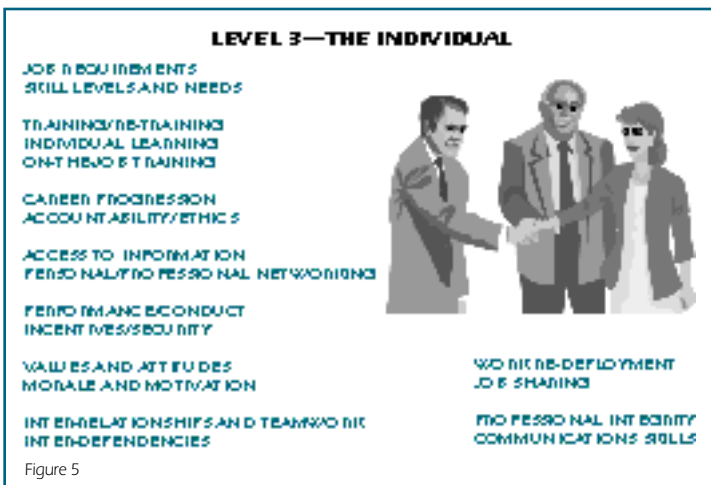 LEVEL 3—THE INDIVIDUAL
JOB REQUIREMENTS
SKILL LEVELS AND NEEDS
TRAINING/RE-TRAINING
INDIVIDUAL LEARNING
ON-THE-JOB TRAINING
CAREER PROGRESSION
ACCOUNTABILITY/ETHICS
ACCESS TO INFORMATION
PERSONAL/PROFESSIONAL NETWORKING
PERFORMANCE/CONDUCT
INCENTIVES/SECURITY
VALUES AND ATTITUDES
MORALE AND MOTIVATION
INTER-RELATIONSHIPS AND TEAMWORK
INTER-DEPENDENCIES
WORK RE-DEPLOYMENT
JOB SHARING
PROFESSIONAL INTEGRITY
COMMUNICATIONS SKILLS
Figure 5